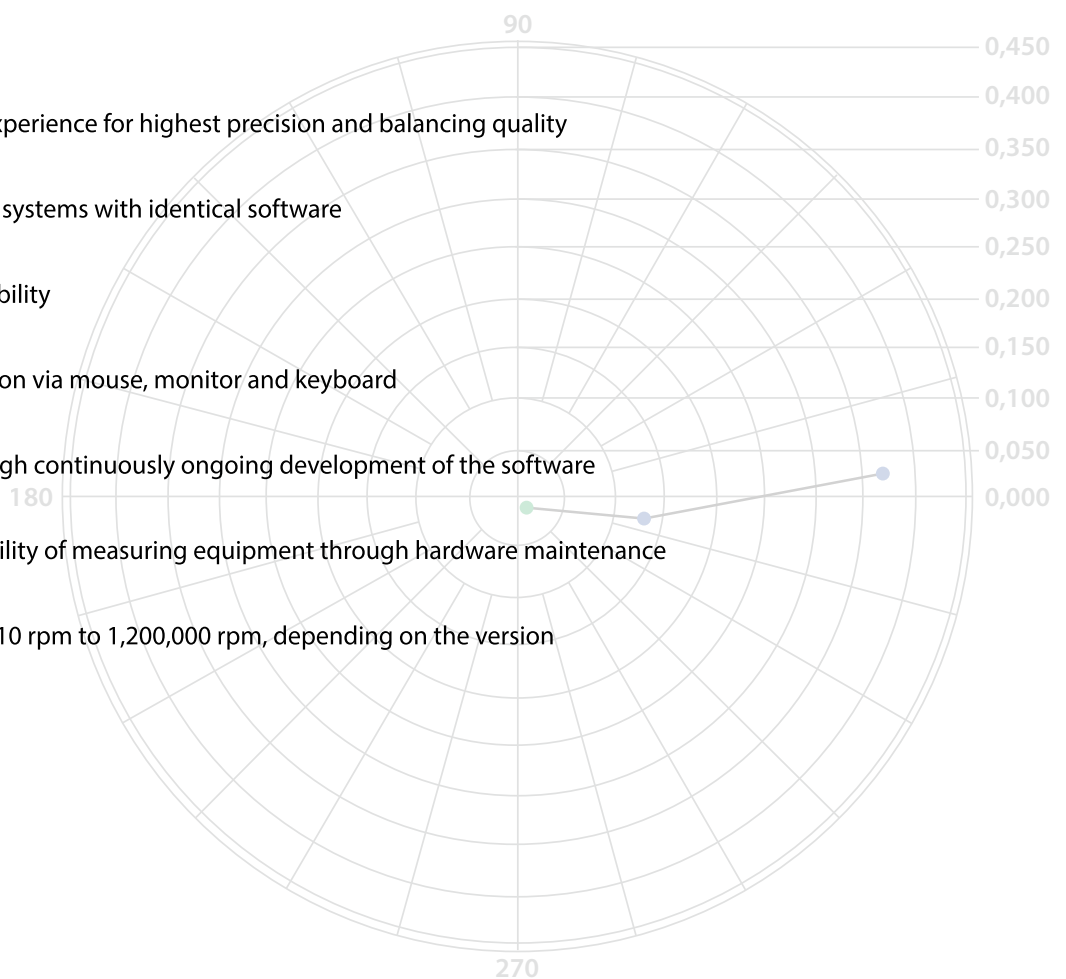 90
0,450
0,400
xperience for highest precision and balancing quality
0,350
systems with identical software
0,300
0,250
bility
0,200
0,150
on via mouse, monitor and keyboard
0,100
gh continuously ongoing development of the software
0,050
180
0,000
ility of measuring equipment through hardware maintenance
10 rpm to 1,200,000 rpm, depending on the version
270